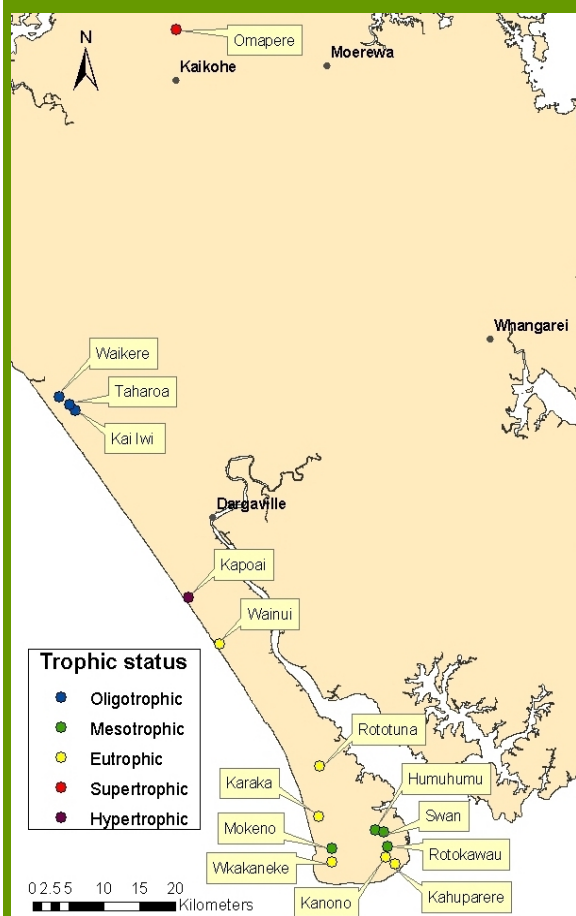 N
Omapere
Moerewa
Kaikohe
Whangarei
Waikere
Taharoa
Kai Iwi
Dargaville
Kapoai
Wainui
Trophic status
Oligotrophic
Mesotrophic
Eutrophic
Supertrophic
Hypertrophic
Rototuna
Humuhumu
Karaka
Swan
Mokeno
Rotokawau
Wkakaneke
Kanono
Kahuparere
0 2.5 5 10 15 20
Kilometers